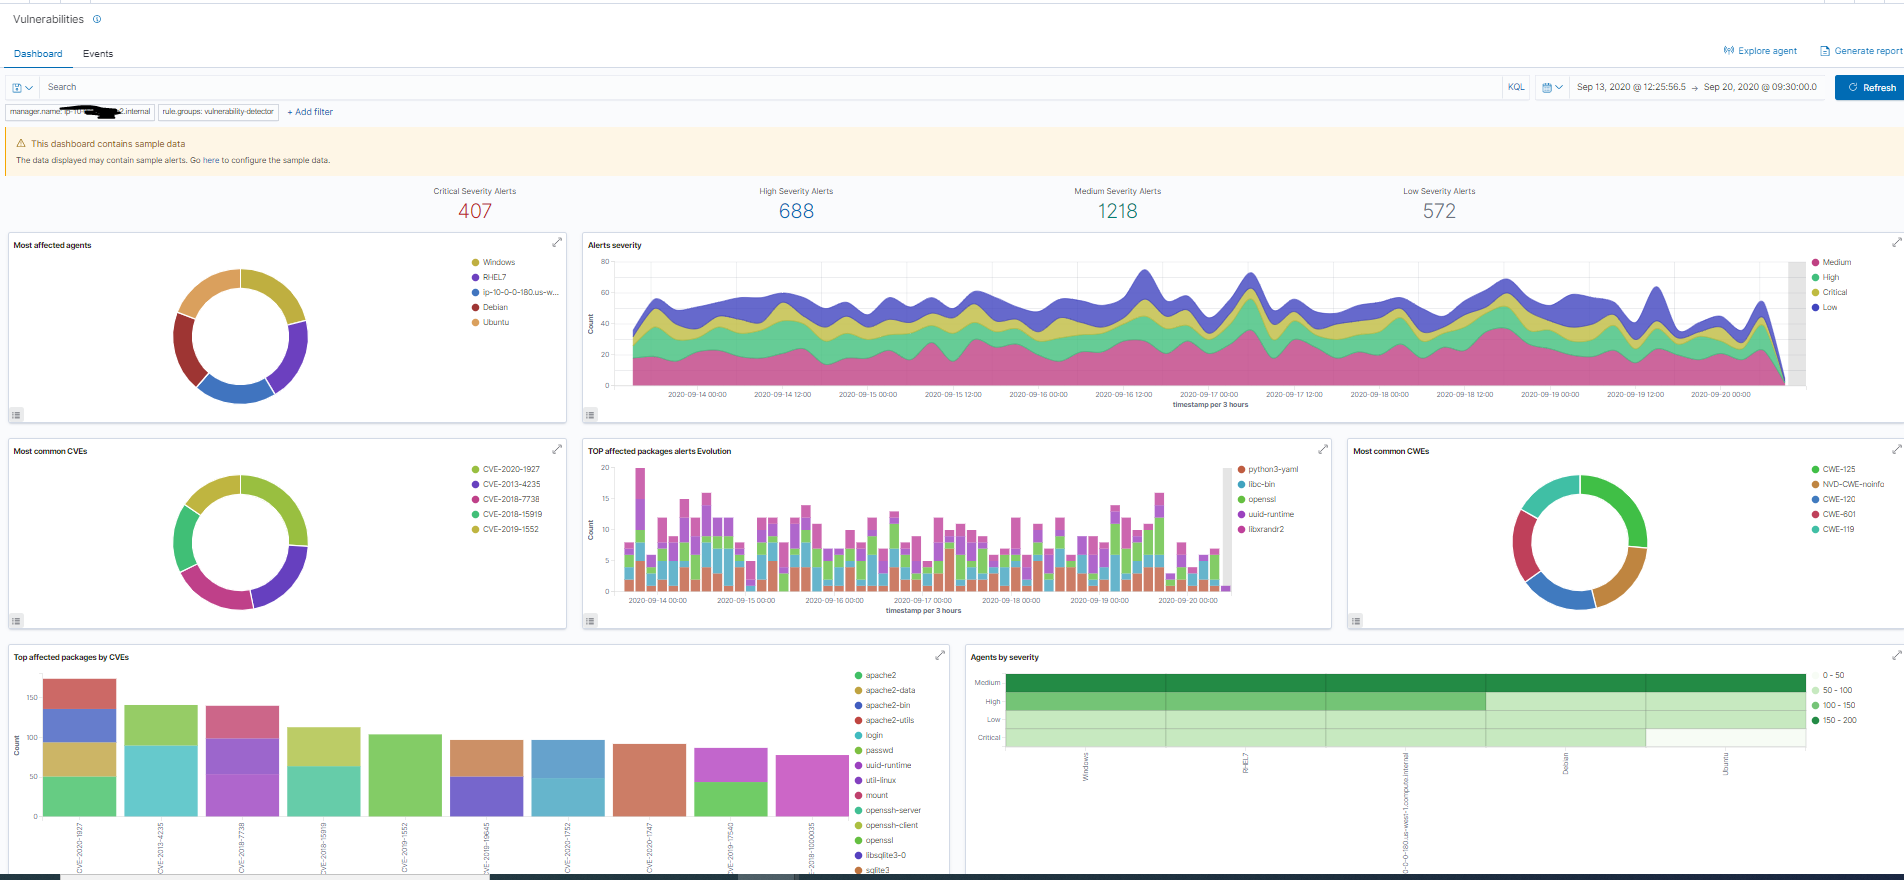 Vulnerabilities
Dashboard Events
Explore agent Generate report
Search KQL Sep 13, 2020 @ 12:25:56.5 → Sep 20, 2020 @ 09:30:00.0 Refresh
manager.name: ip-10 2.internal rule.groups: vulnerability-detector + Add filter
This dashboard contains sample data
The data displayed may contain sample alerts. Go here to configure the sample data.
Critical Severity Alerts
407
High Severity Alerts
688
Medium Severity Alerts
1218
Low Severity Alerts
572
Most affected agents
Windows
RHEL7
ip-10-0-0-180.us-w...
Debian
Ubuntu
Alerts severity
80
60
40
20
0
Count
2020-09-14 00:00 2020-09-14 12:00 2020-09-15 00:00 2020-09-15 12:00 2020-09-16 00:00 2020-09-16 12:00 2020-09-17 00:00 2020-09-17 12:00 2020-09-18 00:00 2020-09-18 12:00 2020-09-19 00:00 2020-09-19 12:00 2020-09-20 00:00
timestamp per 3 hours
Medium
High
Critical
Low
Most common CVEs
CVE-2020-1927
CVE-2013-4235
CVE-2018-7738
CVE-2018-15919
CVE-2019-1552
TOP affected packages alerts Evolution
20
15
10
5
0
Count
2020-09-14 00:00 2020-09-15 00:00 2020-09-16 00:00 2020-09-17 00:00 2020-09-18 00:00 2020-09-19 00:00 2020-09-20 00:00
timestamp per 3 hours
python3-yaml
libc-bin
openssl
uuid-runtime
libxrandr2
Most common CWEs
CWE-125
NVD-CWE-noinfo
CWE-120
CWE-601
CWE-119
Top affected packages by CVEs
150
100
50
0
Count
CVE-2020-1927
CVE-2013-4235
CVE-2018-7738
CVE-2018-15919
CVE-2019-1552
VE-2019-19645
CVE-2020-1752
CVE-2020-1747
VE-2019-17540
E-2018-1000035
apache2
apache2-data
apache2-bin
apache2-utils
login
passwd
uuid-runtime
util-linux
mount
openssh-server
openssh-client
openssl
libsqlite3-0
sqlite3
Agents by severity
Medium
High
Low
Critical
Windows
RHEL7
0-0-0-180.us-west-1.compute.internal
Debian
Ubuntu
0 - 50
50 - 100
100 - 150
150 - 200